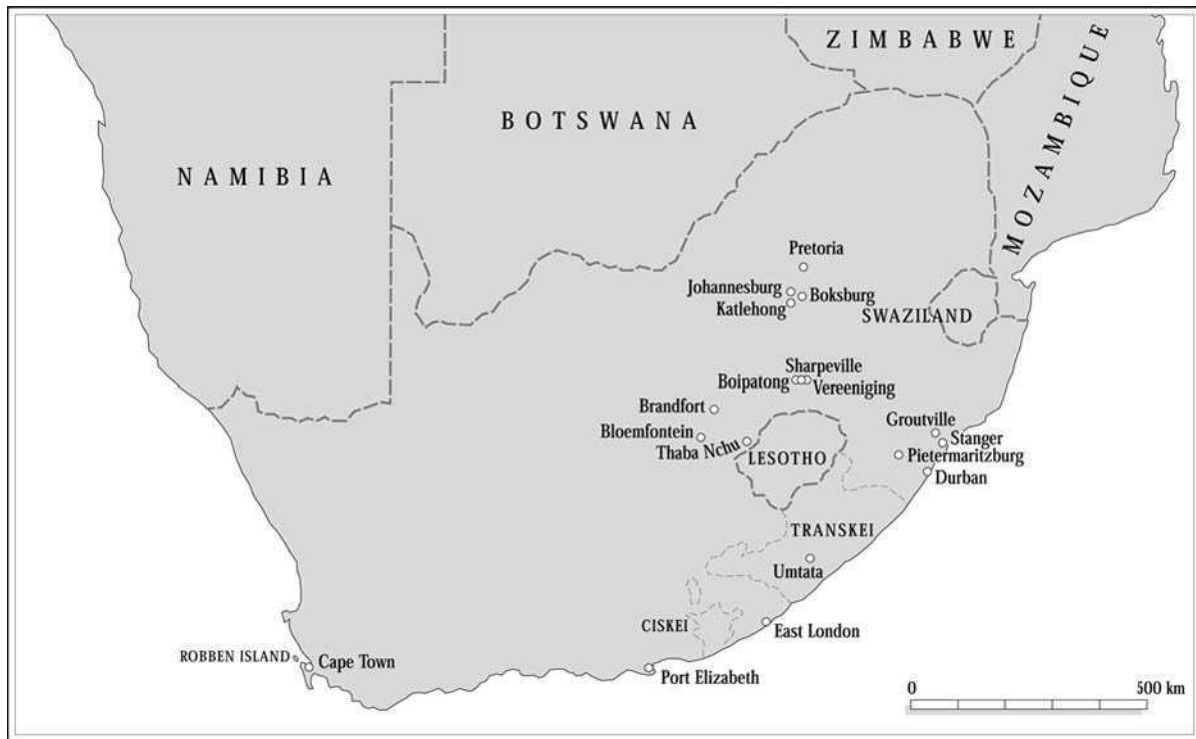 ZIMBABWE
BOTSWANA
MOZAMBIQUE
NAMIBIA
Pretoria
Johannesburg
Boksburg
Katlehong
SWAZILAND
Sharpeville
Boipatong
Vereeniging
Brandfort
Groutville
Bloemfontein
Stanger
Thaba Nchu
LESOTHO
Pietermaritzburg
Durban
TRANSKEI
Umtata
CISKEI
East London
ROBBEN ISLAND
Cape Town
Port Elizabeth
0
500 km